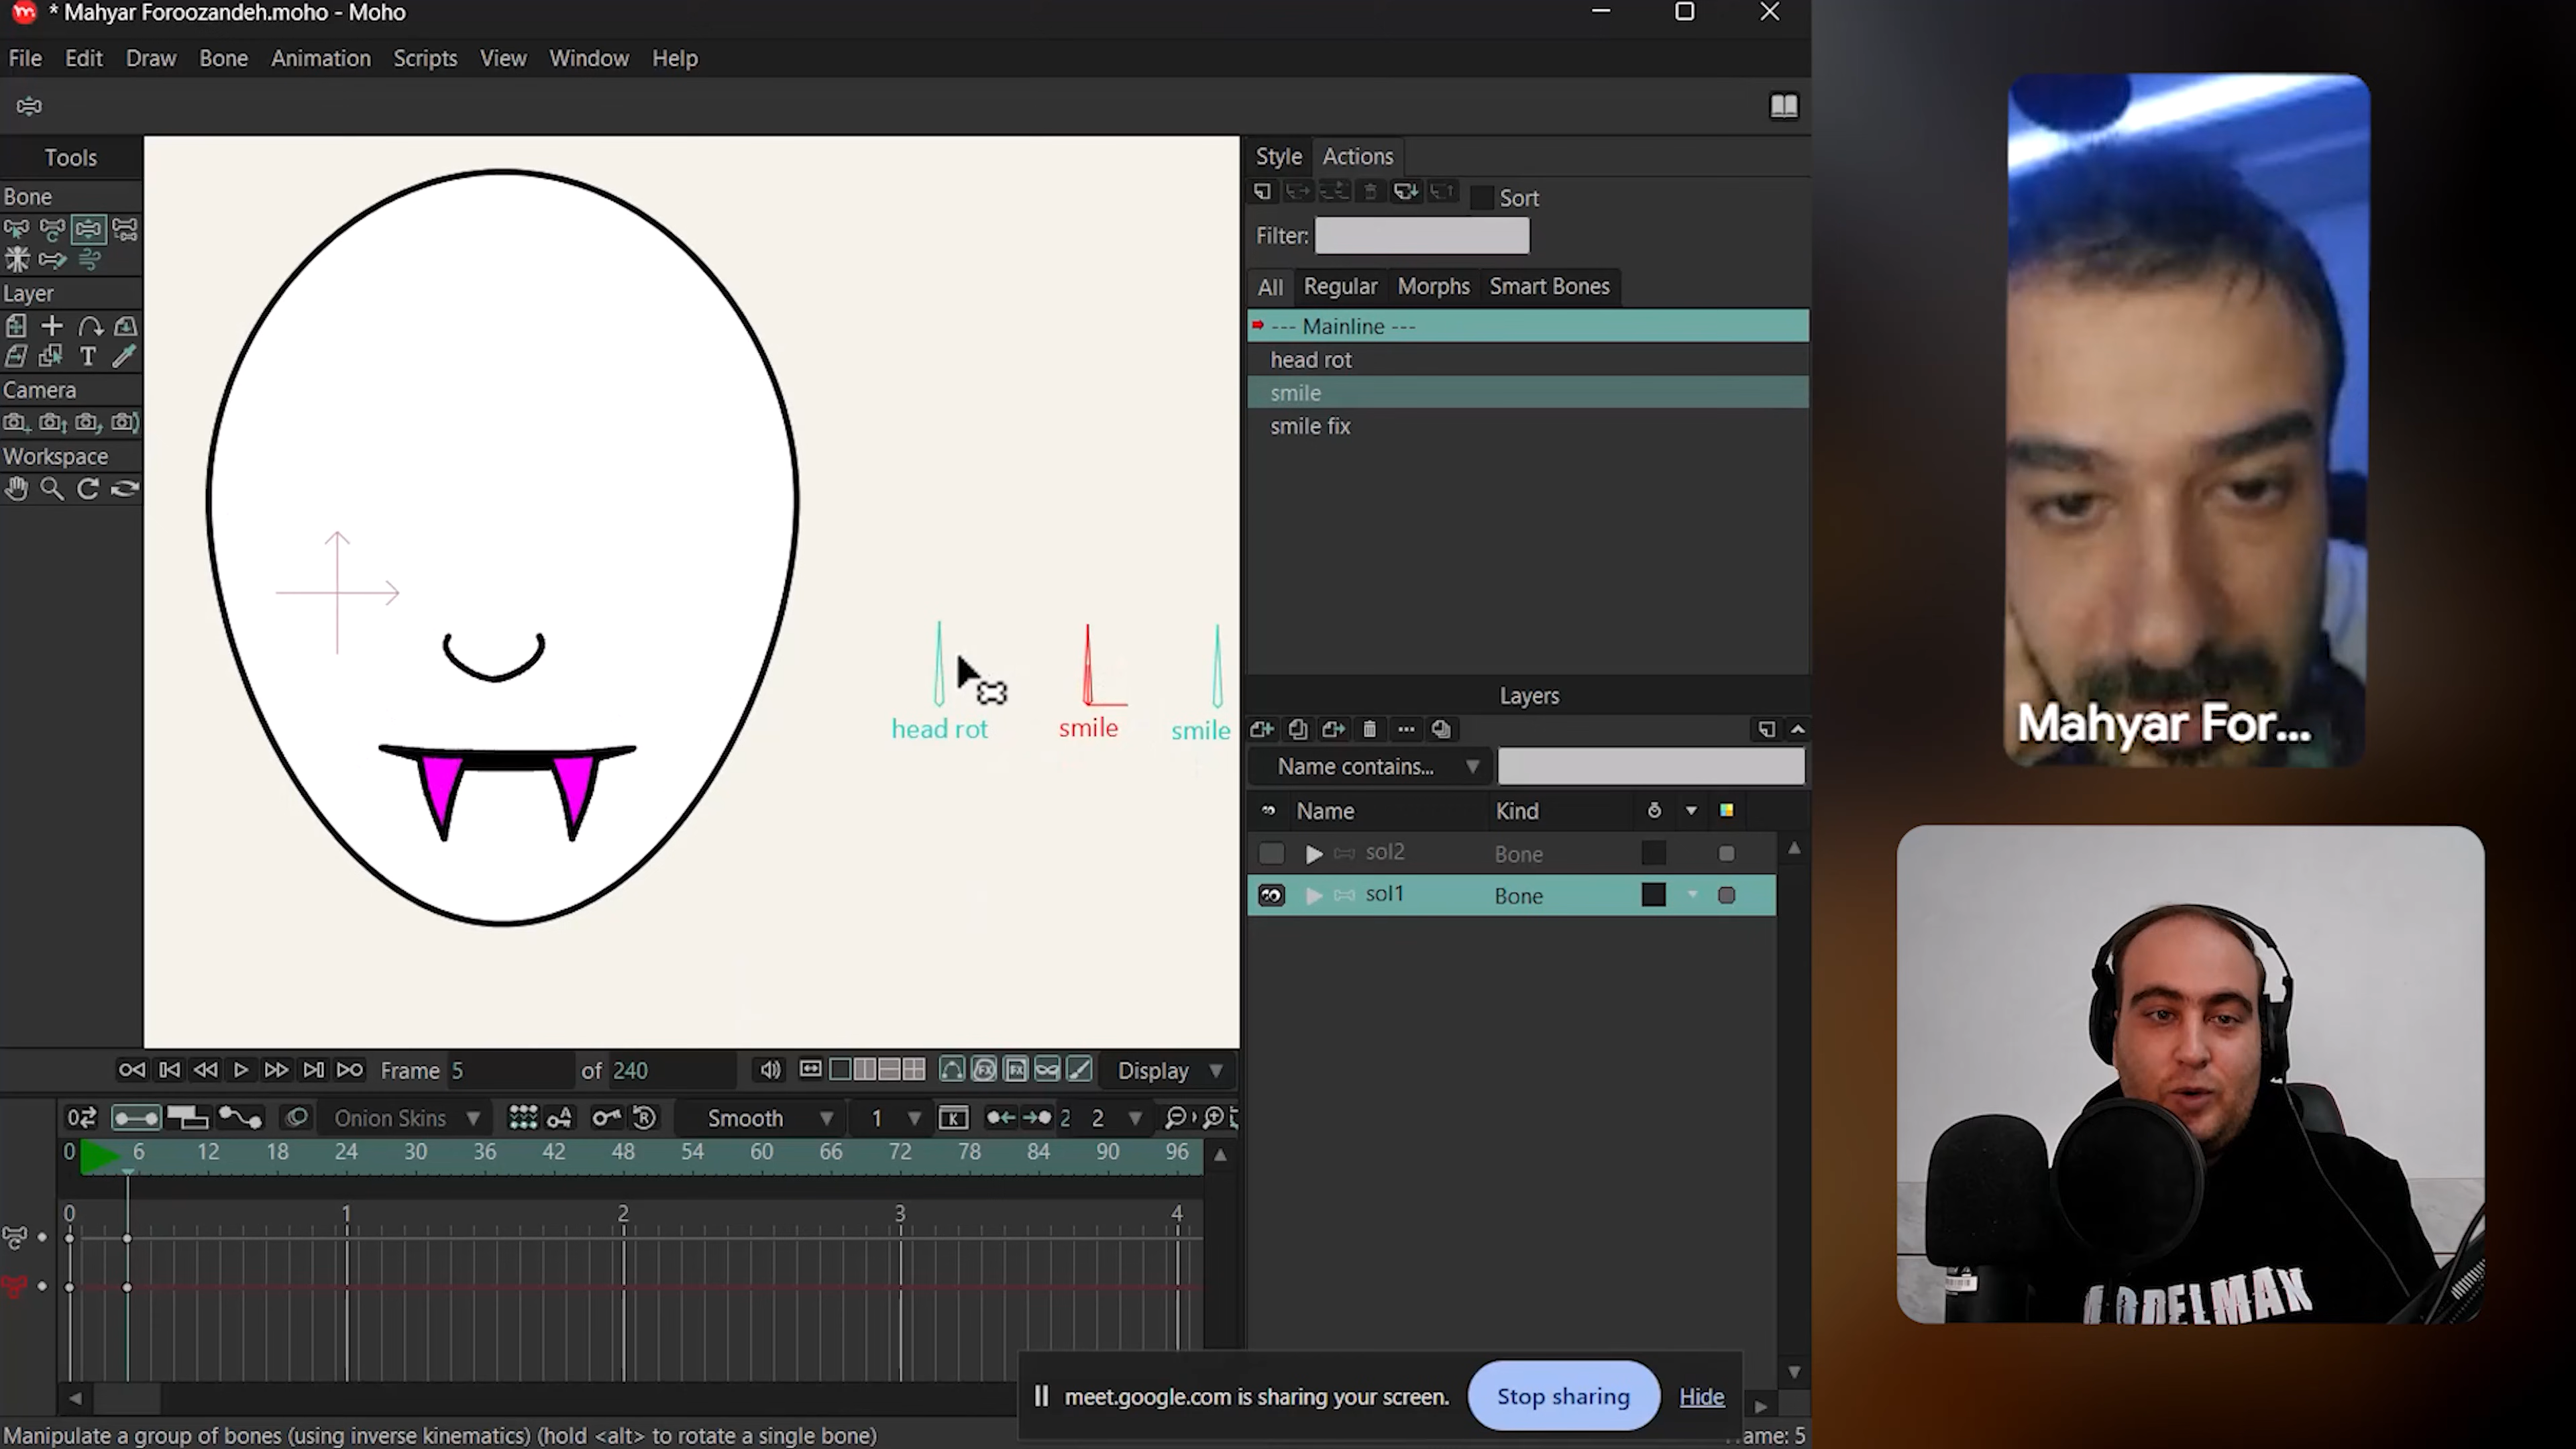 * Mahyar Foroozandeh.moho - Moho
File Edit Draw Bone Animation Scripts View Window Help
Tools
Bone
Layer
Camera
Workspace
head rot
smile
smile
Style Actions
Sort
Filter:
All Regular Morphs Smart Bones
--- Mainline ---
head rot
smile
smile fix
Layers
Name contains...
Name Kind
sol2 Bone
sol1 Bone
Frame 5 of 240 Display
Onion Skins Smooth 1 K 2 2
0 6 12 18 24 30 36 42 48 54 60 66 72 78 84 90 96
0 1 2 3 4
meet.google.com is sharing your screen. Stop sharing Hide
Manipulate a group of bones (using inverse kinematics) (hold <alt> to rotate a single bone)
ame: 5
Mahyar For...